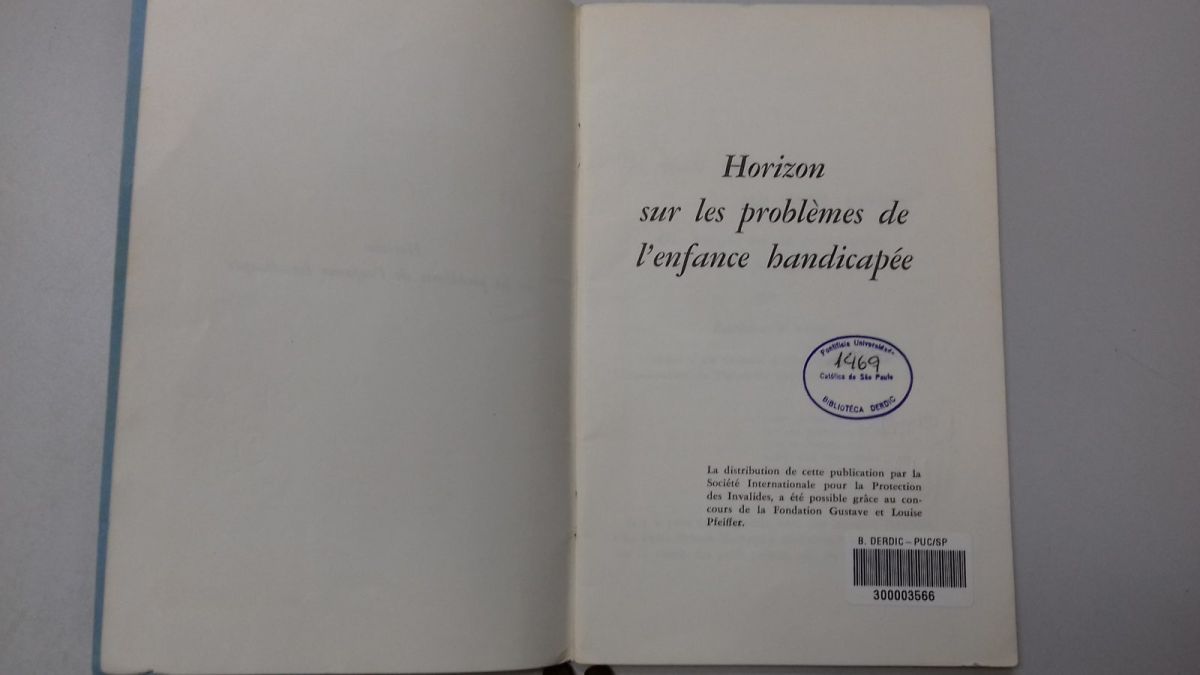 Horizon
sur les problèmes de
l'enfance handicapée
Pontifícia Universidade
1469
Católica de São Paulo
BIBLIOTÉCA DERDIC
La distribution de cette publication par la
Société Internationale pour la Protection
des Invalides, a été possible grâce au con-
cours de la Fondation Gustave et Louise
Pfeiffer.
B. DERDIC – PUC/SP
300003566